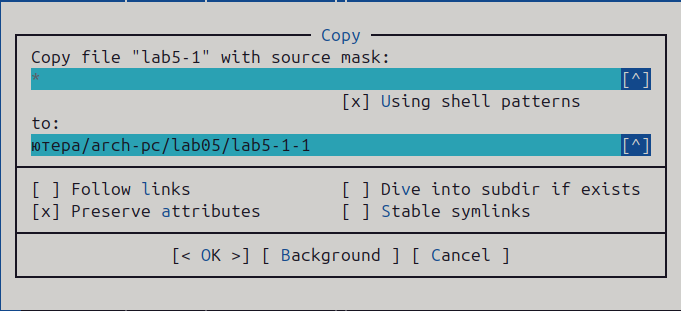 Copy
Copy file "lab5-1" with source mask:
* [^]
[x] Using shell patterns
to:
ютера/arch-pc/lab05/lab5-1-1 [^]
[ ] Follow links [ ] Dive into subdir if exists
[x] Preserve attributes [ ] Stable symlinks
[< OK >] [ Background ] [ Cancel ]